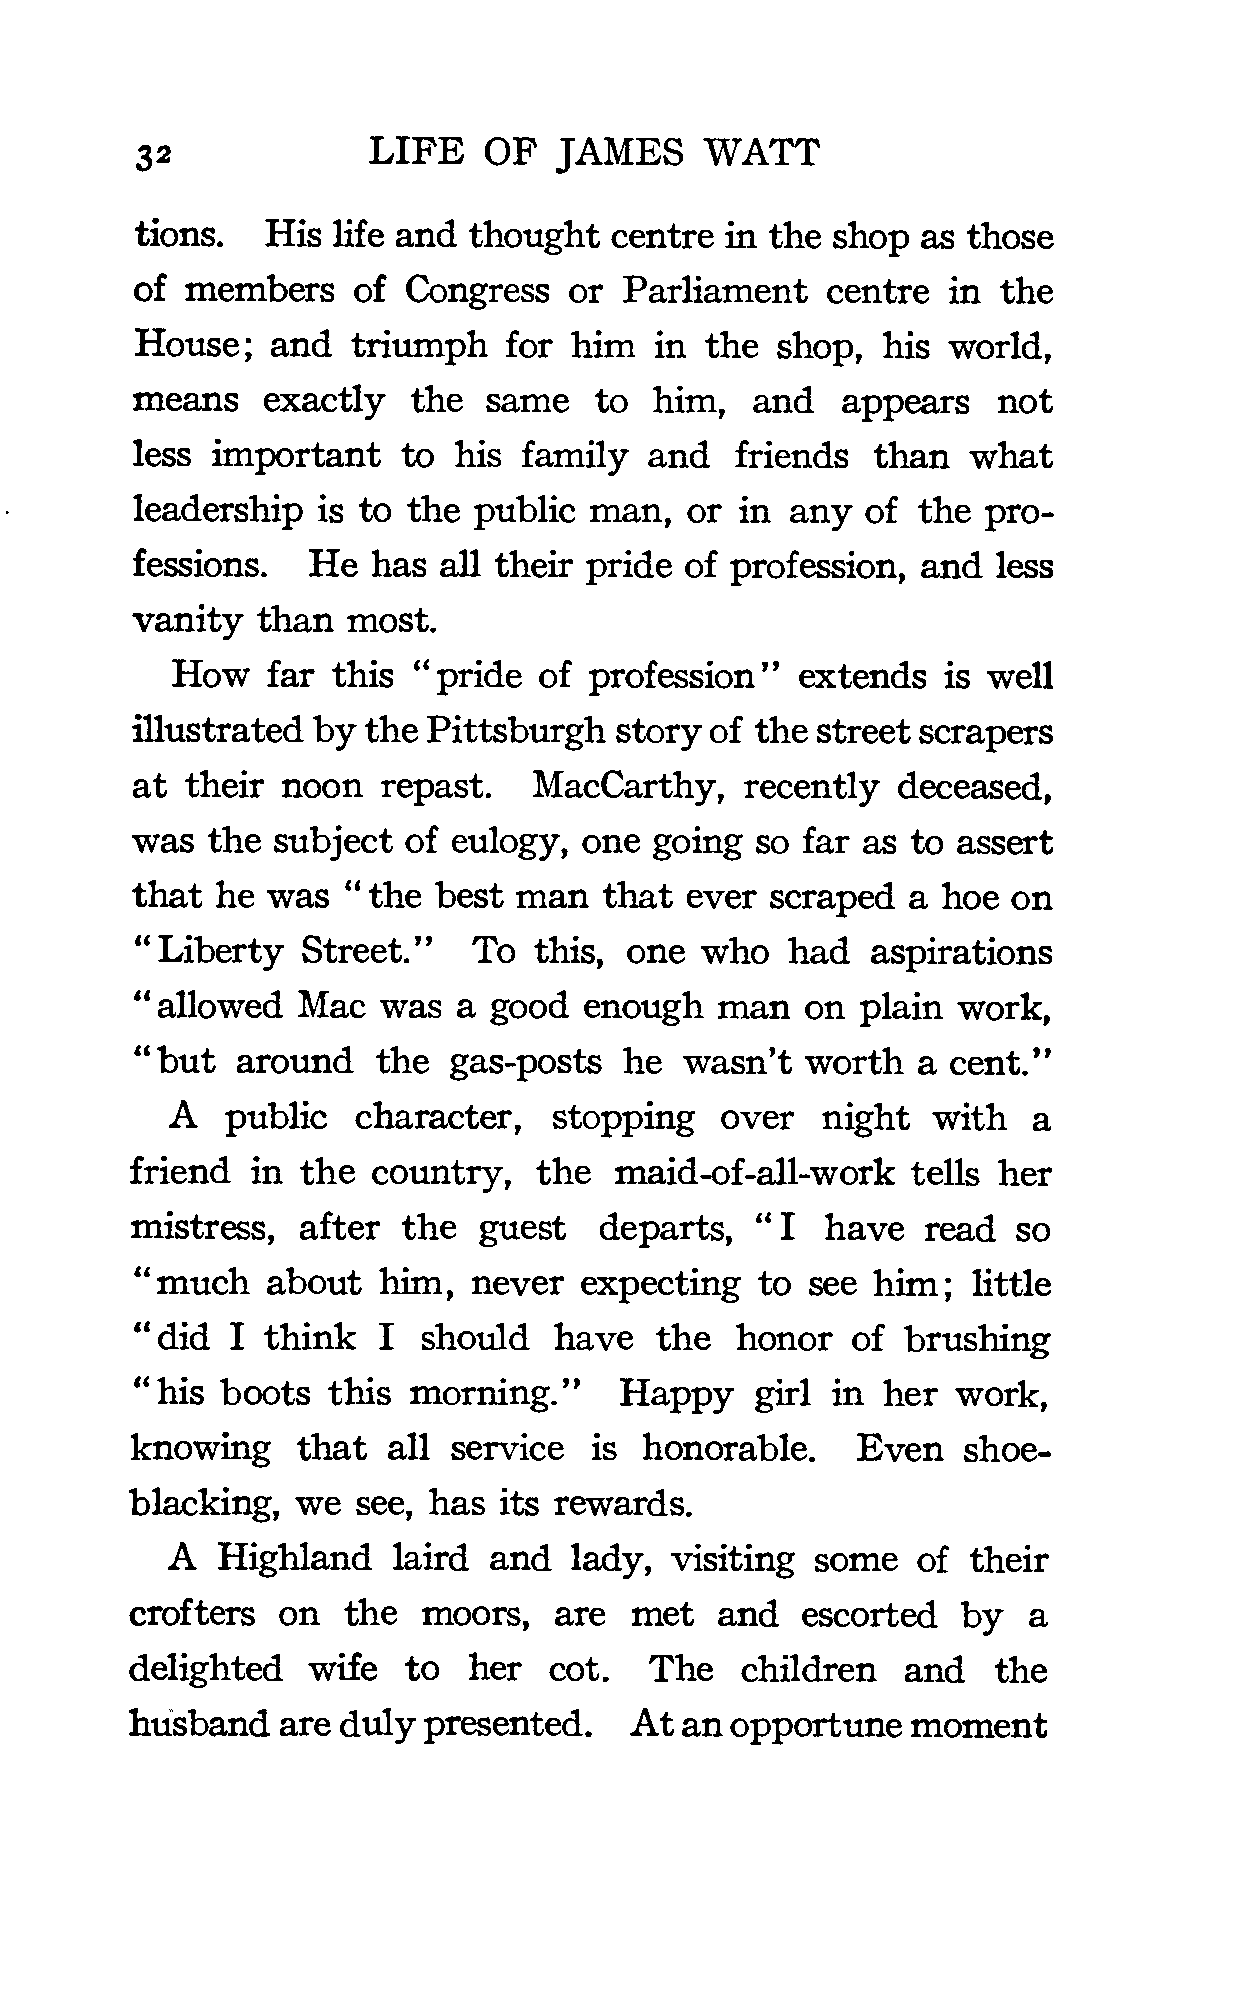 32 LIFE OF JAMES WATT
tions. His life and thought centre in the shop as those
of members of Congress or Parliament centre in the
House; and triumph for him in the shop, his world,
means exactly the same to him, and appears not
less important to his family and friends than what
leadership is to the public man, or in any of the pro-
fessions. He has all their pride of profession, and less
vanity than most.
How far this "pride of profession" extends is well
illustrated by the Pittsburgh story of the street scrapers
at their noon repast. MacCarthy, recently deceased,
was the subject of eulogy, one going so far as to assert
that he was "the best man that ever scraped a hoe on
"Liberty Street." To this, one who had aspirations
"allowed Mac was a good enough man on plain work,
"but around the gas-posts he wasn't worth a cent."
A public character, stopping over night with a
friend in the country, the maid-of-all-work tells her
mistress, after the guest departs, "I have read so
"much about him, never expecting to see him; little
"did I think I should have the honor of brushing
"his boots this morning." Happy girl in her work,
knowing that all service is honorable. Even shoe-
blacking, we see, has its rewards.
A Highland laird and lady, visiting some of their
crofters on the moors, are met and escorted by a
delighted wife to her cot. The children and the
husband are duly presented. At an opportune moment